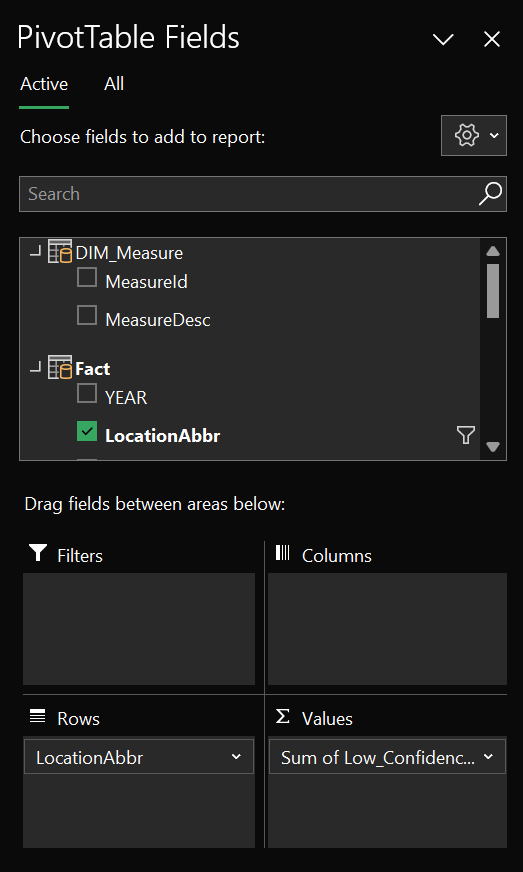 PivotTable Fields
Active All
Choose fields to add to report:
Search
DIM_Measure
MeasureId
MeasureDesc
Fact
YEAR
LocationAbbr
Drag fields between areas below:
Filters
Columns
Rows
Values
LocationAbbr
Sum of Low_Confidenc...